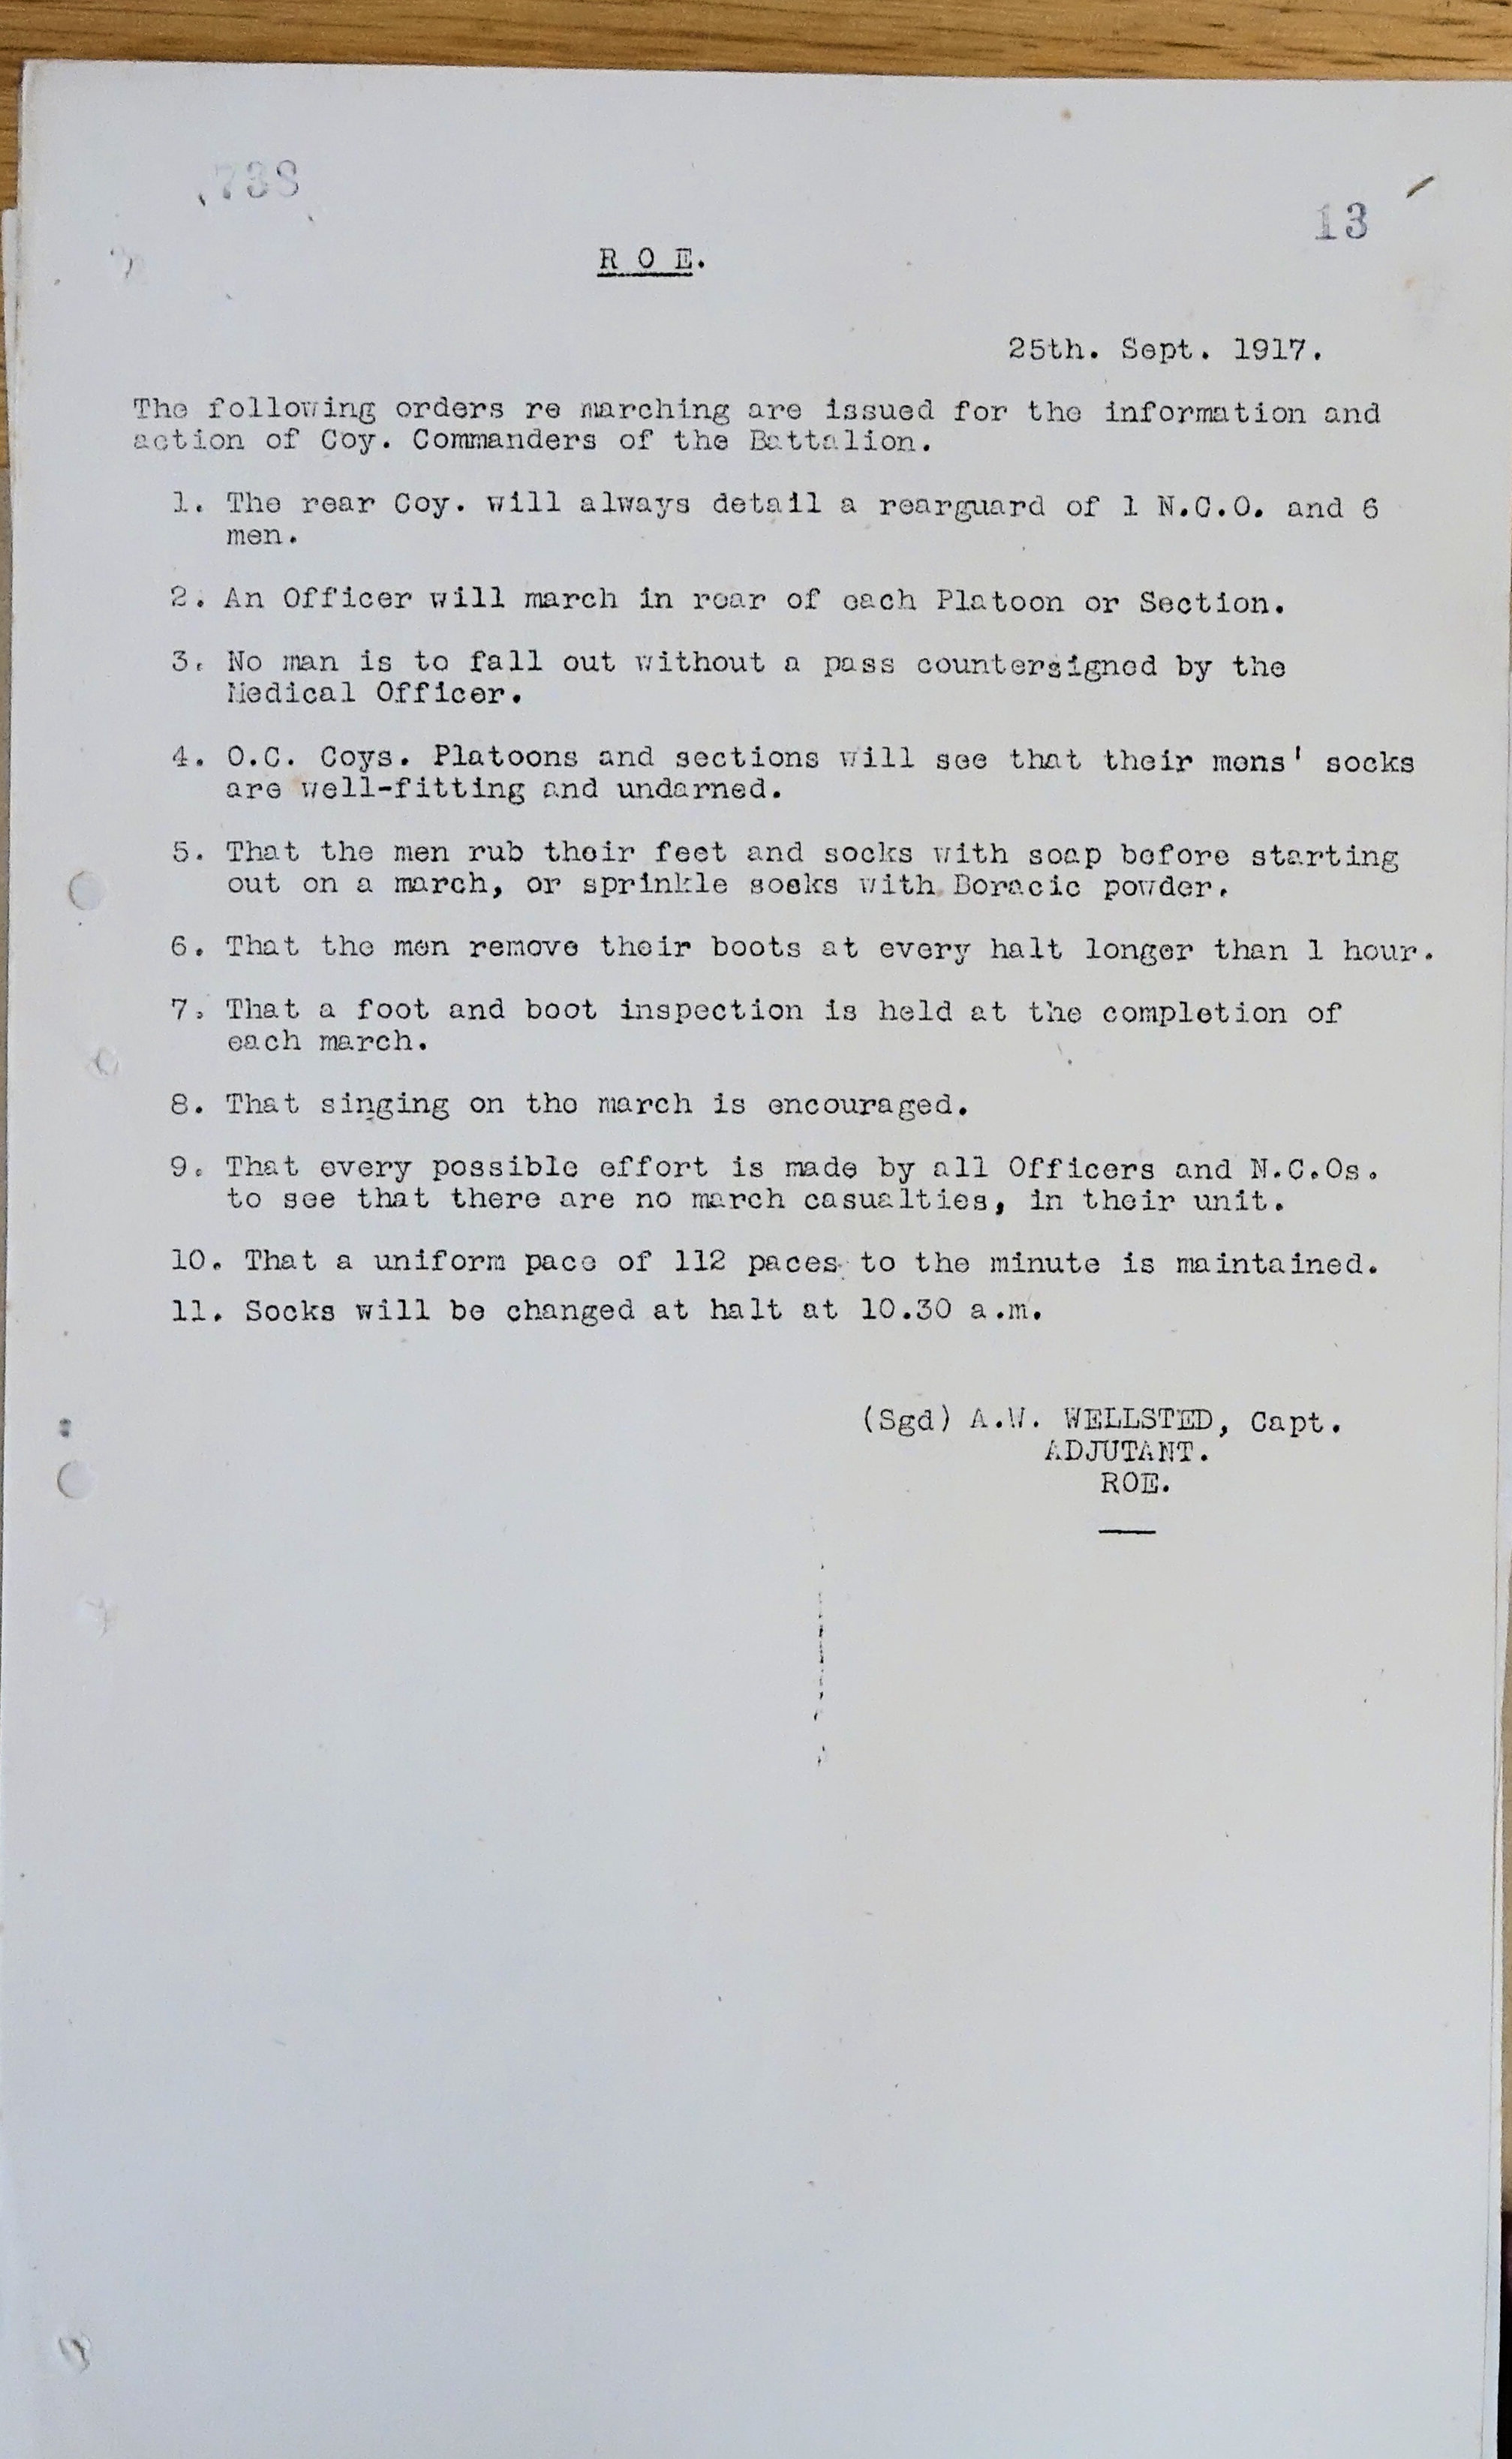 738
13
R O E.
25th. Sept. 1917.
The following orders re marching are issued for the information and
action of Coy. Commanders of the Battalion.
1. The rear Coy. will always detail a rearguard of 1 N.C.O. and 6
men.
2. An Officer will march in rear of each Platoon or Section.
3. No man is to fall out without a pass countersigned by the
Medical Officer.
4. O.C. Coys. Platoons and sections will see that their mens' socks
are well-fitting and undarned.
5. That the men rub their feet and socks with soap before starting
out on a march, or sprinkle socks with Boracic powder.
6. That the men remove their boots at every halt longer than 1 hour.
7. That a foot and boot inspection is held at the completion of
each march.
8. That singing on the march is encouraged.
9. That every possible effort is made by all Officers and N.C.Os.
to see that there are no march casualties, in their unit.
10. That a uniform pace of 112 paces to the minute is maintained.
11. Socks will be changed at halt at 10.30 a.m.
(Sgd) A.W. WELLSTED, Capt.
ADJUTANT.
ROE.